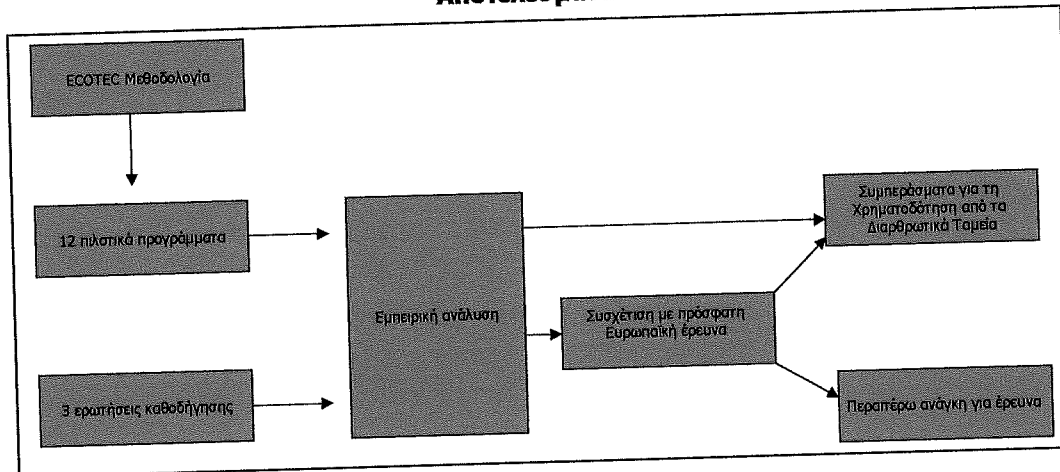 ECOTEC Μεθοδολογία
12 πιλοτικά προγράμματα
3 ερωτήσεις καθοδήγησης
Εμπειρική ανάλυση
Συσχέτιση με πρόσφατη
Ευρωπαϊκή έρευνα
Συμπεράσματα για τη
Χρηματοδότηση από τα
Διαρθρωτικά Ταμεία
Περαιτέρω ανάγκη για έρευνα